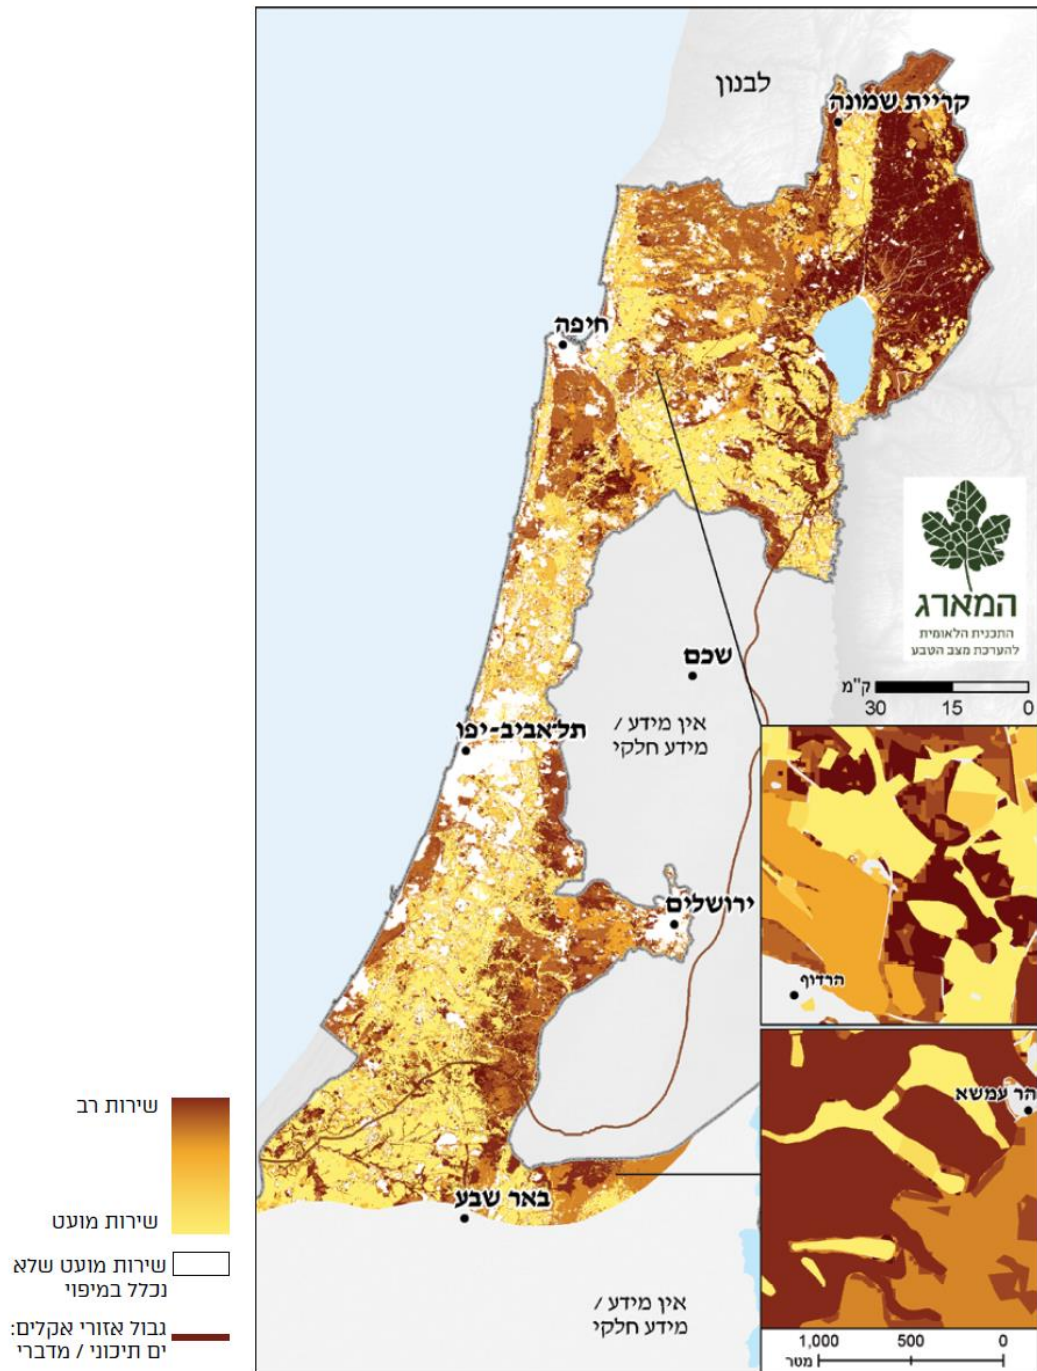 לבנון
קריית שמונה
חיפה
המארג
התכנית הלאומית
להערכת מצב הטבע
שכם
ק"מ
30 15 0
אין מידע /
מידע חלקי
תל־אביב-יפו
ירושלים
הרדוף
הר עמשא
באר שבע
אין מידע /
מידע חלקי
1,000 500 0
מטר
שירות רב
שירות מועט
שירות מועט שלא
נכלל במיפוי
גבול אזורי אקלים:
ים תיכוני / מדברי